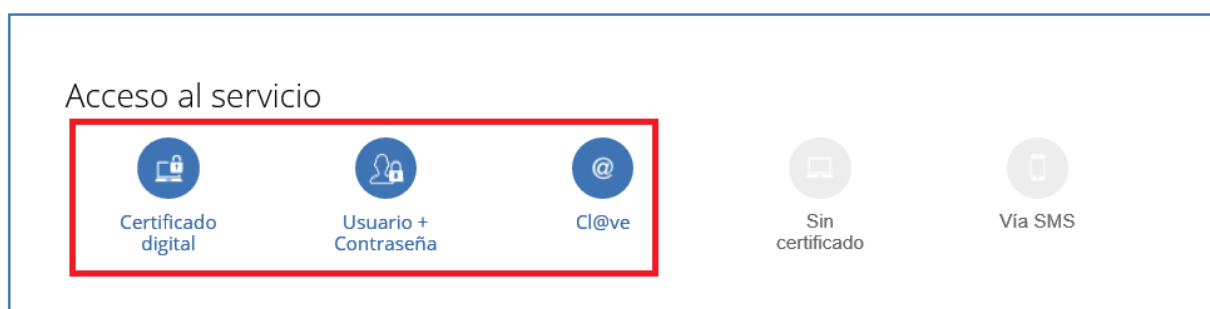 Acceso al servicio
@
Certificado
digital
Usuario +
Contraseña
Cl@ve
Sin
certificado
Vía SMS